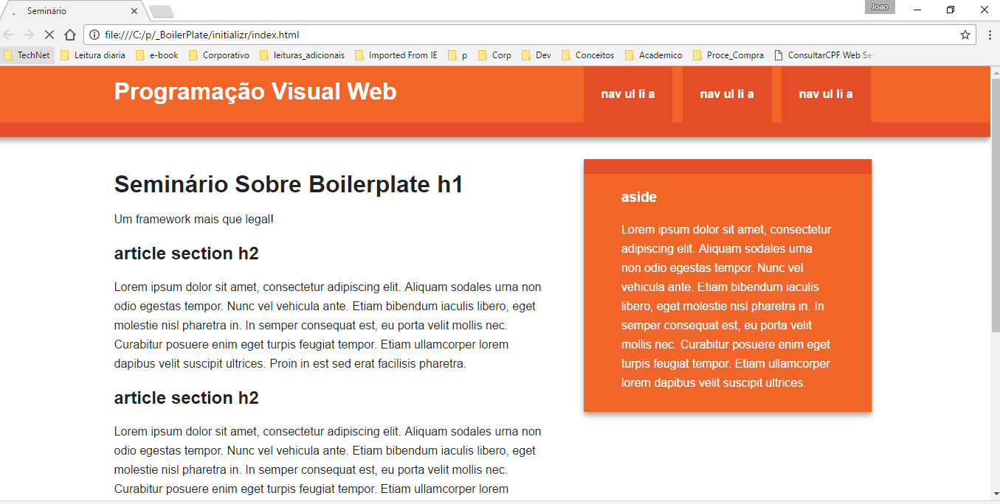 Seminário
Joao
file:///C:/p/_BoilerPlate/initializr/index.html
TechNet Leitura diaria e-book Corporativo leituras_adicionais Imported From IE p Corp Dev Conceitos Academico Proce_Compra ConsultarCPF Web Se
Programação Visual Web
nav ul li a nav ul li a nav ul li a
Seminário Sobre Boilerplate h1
Um framework mais que legal!
article section h2
Lorem ipsum dolor sit amet, consectetur adipiscing elit. Aliquam sodales urna non
odio egestas tempor. Nunc vel vehicula ante. Etiam bibendum iaculis libero, eget
molestie nisl pharetra in. In semper consequat est, eu porta velit mollis nec.
Curabitur posuere enim eget turpis feugiat tempor. Etiam ullamcorper lorem
dapibus velit suscipit ultrices. Proin in est sed erat facilisis pharetra.
article section h2
Lorem ipsum dolor sit amet, consectetur adipiscing elit. Aliquam sodales urna non
odio egestas tempor. Nunc vel vehicula ante. Etiam bibendum iaculis libero, eget
molestie nisl pharetra in. In semper consequat est, eu porta velit mollis nec.
Curabitur posuere enim eget turpis feugiat tempor. Etiam ullamcorper lorem
aside
Lorem ipsum dolor sit amet, consectetur
adipiscing elit. Aliquam sodales urna
non odio egestas tempor. Nunc vel
vehicula ante. Etiam bibendum iaculis
libero, eget molestie nisl pharetra in. In
semper consequat est, eu porta velit
mollis nec. Curabitur posuere enim eget
turpis feugiat tempor. Etiam ullamcorper
lorem dapibus velit suscipit ultrices.